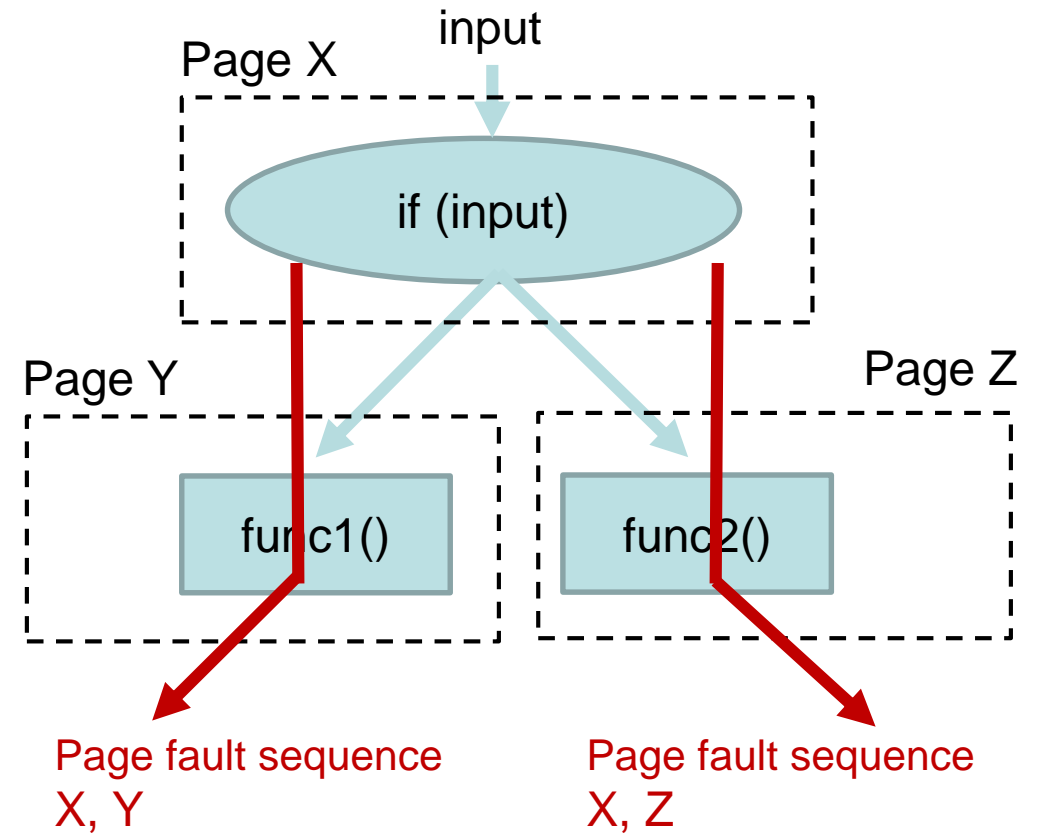 input
Page X
if (input)
Page Y
Page Z
func1()
func2()
Page fault sequence
X, Y
Page fault sequence
X, Z